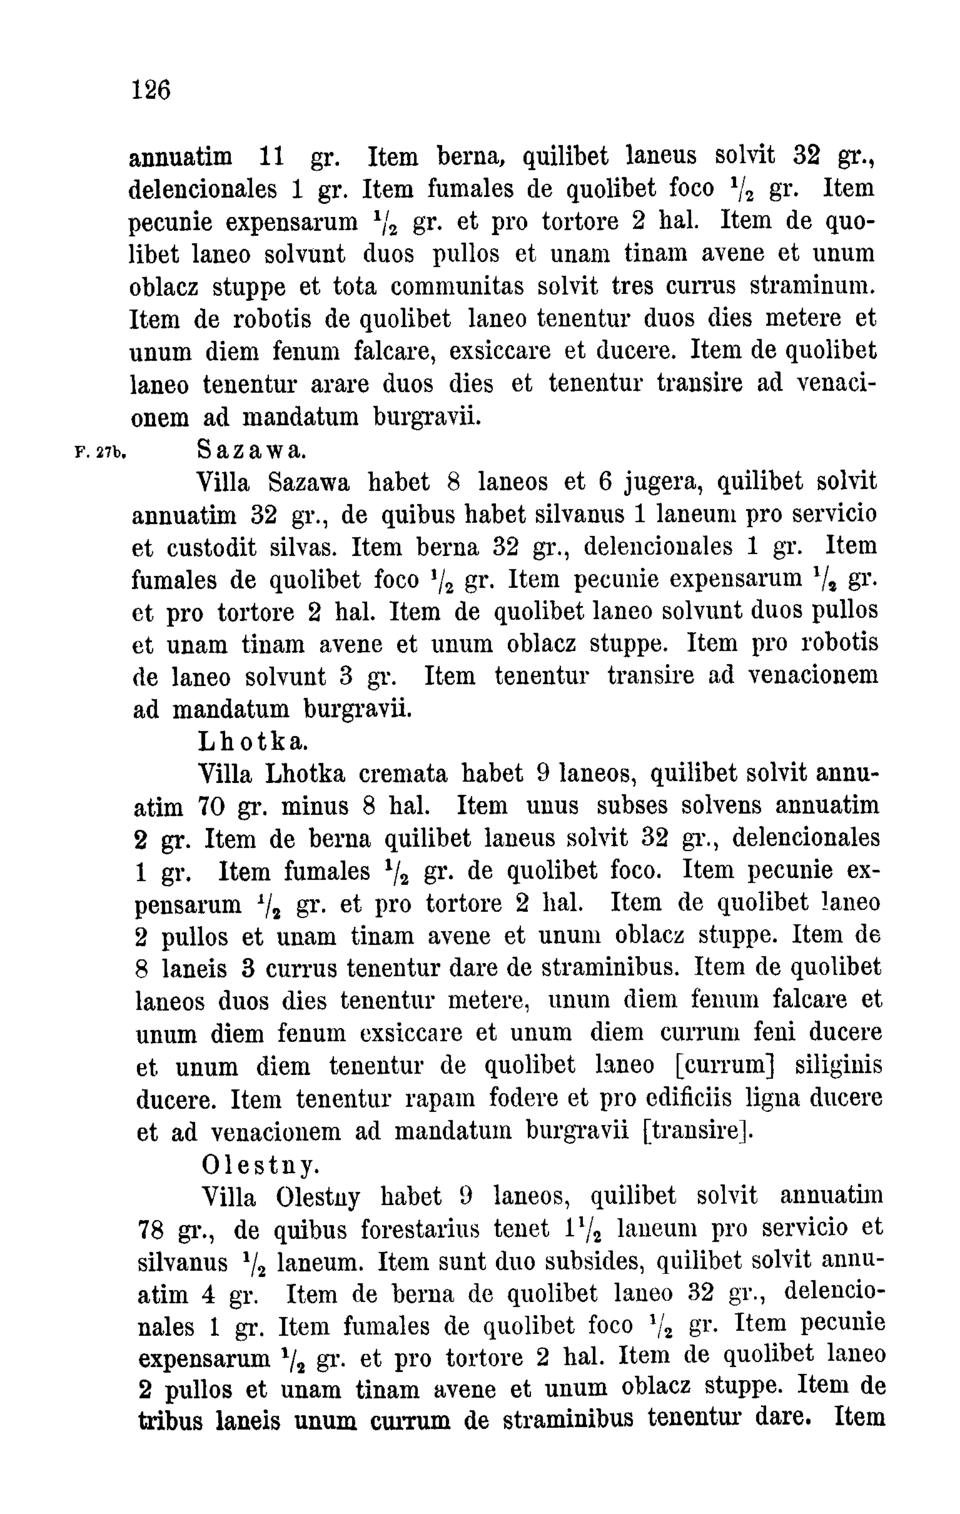 126
annuatim 11 gr. Item berna, quilibet laneus solvit 32 gr.,
delencionales 1 gr. Item fumales de quolibet foco ¹/₂ gr. Item
pecunie expensarum ¹/₂ gr. et pro tortore 2 hal. Item de quo-
libet laneo solvunt duos pullos et unam tinam avene et unum
oblacz stuppe et tota communitas solvit tres currus straminum.
Item de robotis de quolibet laneo tenentur duos dies metere et
unum diem fenum falcare, exsiccare et ducere. Item de quolibet
laneo tenentur arare duos dies et tenentur transire ad venaci-
onem ad mandatum burgravii.
F. 27b. Sazawa.
Villa Sazawa habet 8 laneos et 6 jugera, quilibet solvit
annuatim 32 gr., de quibus habet silvanus 1 laneum pro servicio
et custodit silvas. Item berna 32 gr., delencionales 1 gr. Item
fumales de quolibet foco ¹/₂ gr. Item pecunie expensarum ¹/₂ gr.
et pro tortore 2 hal. Item de quolibet laneo solvunt duos pullos
et unam tinam avene et unum oblacz stuppe. Item pro robotis
de laneo solvunt 3 gr. Item tenentur transire ad venacionem
ad mandatum burgravii.
Lhotka.
Villa Lhotka cremata habet 9 laneos, quilibet solvit annu-
atim 70 gr. minus 8 hal. Item unus subses solvens annuatim
2 gr. Item de berna quilibet laneus solvit 32 gr., delencionales
1 gr. Item fumales ¹/₂ gr. de quolibet foco. Item pecunie ex-
pensarum ¹/₂ gr. et pro tortore 2 hal. Item de quolibet laneo
2 pullos et unam tinam avene et unum oblacz stuppe. Item de
8 laneis 3 currus tenentur dare de straminibus. Item de quolibet
laneos duos dies tenentur metere, unum diem fenum falcare et
unum diem fenum exsiccare et unum diem currum feni ducere
et unum diem tenentur de quolibet laneo [currum] siliginis
ducere. Item tenentur rapam fodere et pro edificiis ligna ducere
et ad venacionem ad mandatum burgravii [transire].
Olestny.
Villa Olestny habet 9 laneos, quilibet solvit annuatim
78 gr., de quibus forestarius tenet 1¹/₂ laneum pro servicio et
silvanus ¹/₂ laneum. Item sunt duo subsides, quilibet solvit annu-
atim 4 gr. Item de berna de quolibet laneo 32 gr., delencio-
nales 1 gr. Item fumales de quolibet foco ¹/₂ gr. Item pecunie
expensarum ¹/₂ gr. et pro tortore 2 hal. Item de quolibet laneo
2 pullos et unam tinam avene et unum oblacz stuppe. Item de
tribus laneis unum currum de straminibus tenentur dare. Item